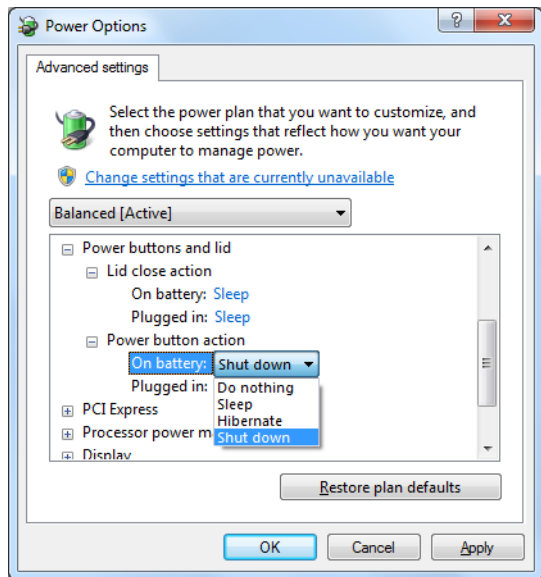 Power Options
Advanced settings
Select the power plan that you want to customize, and
then choose settings that reflect how you want your
computer to manage power.
Change settings that are currently unavailable
Balanced [Active]
Power buttons and lid
Lid close action
On battery: Sleep
Plugged in: Sleep
Power button action
On battery: Shut down
Plugged in:
Do nothing
Sleep
Hibernate
Shut down
PCI Express
Processor power m
Display
Restore plan defaults
OK
Cancel
Apply